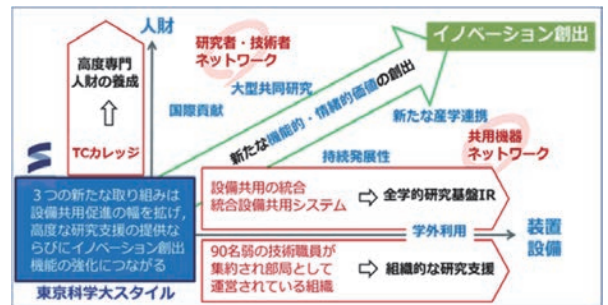 人財
イノベーション創出
研究者・技術者
ネットワーク
高度専門
人財の養成
大型共同研究
国際貢献
新たな機能的・情緒的価値の創出
新たな産学連携
TCカレッジ
持続発展性
共用機器
ネットワーク
3つの新たな取り組みは
設備共用促進の幅を拡げ，
高度な研究支援の提供な
らびにイノベーション創出
機能の強化につながる
設備共用の統合
統合設備共用システム
全学的研究基盤IR
学外利用
装置
設備
90名弱の技術職員が
集約され部局として
運営されている組織
組織的な研究支援
東京科学大スタイル